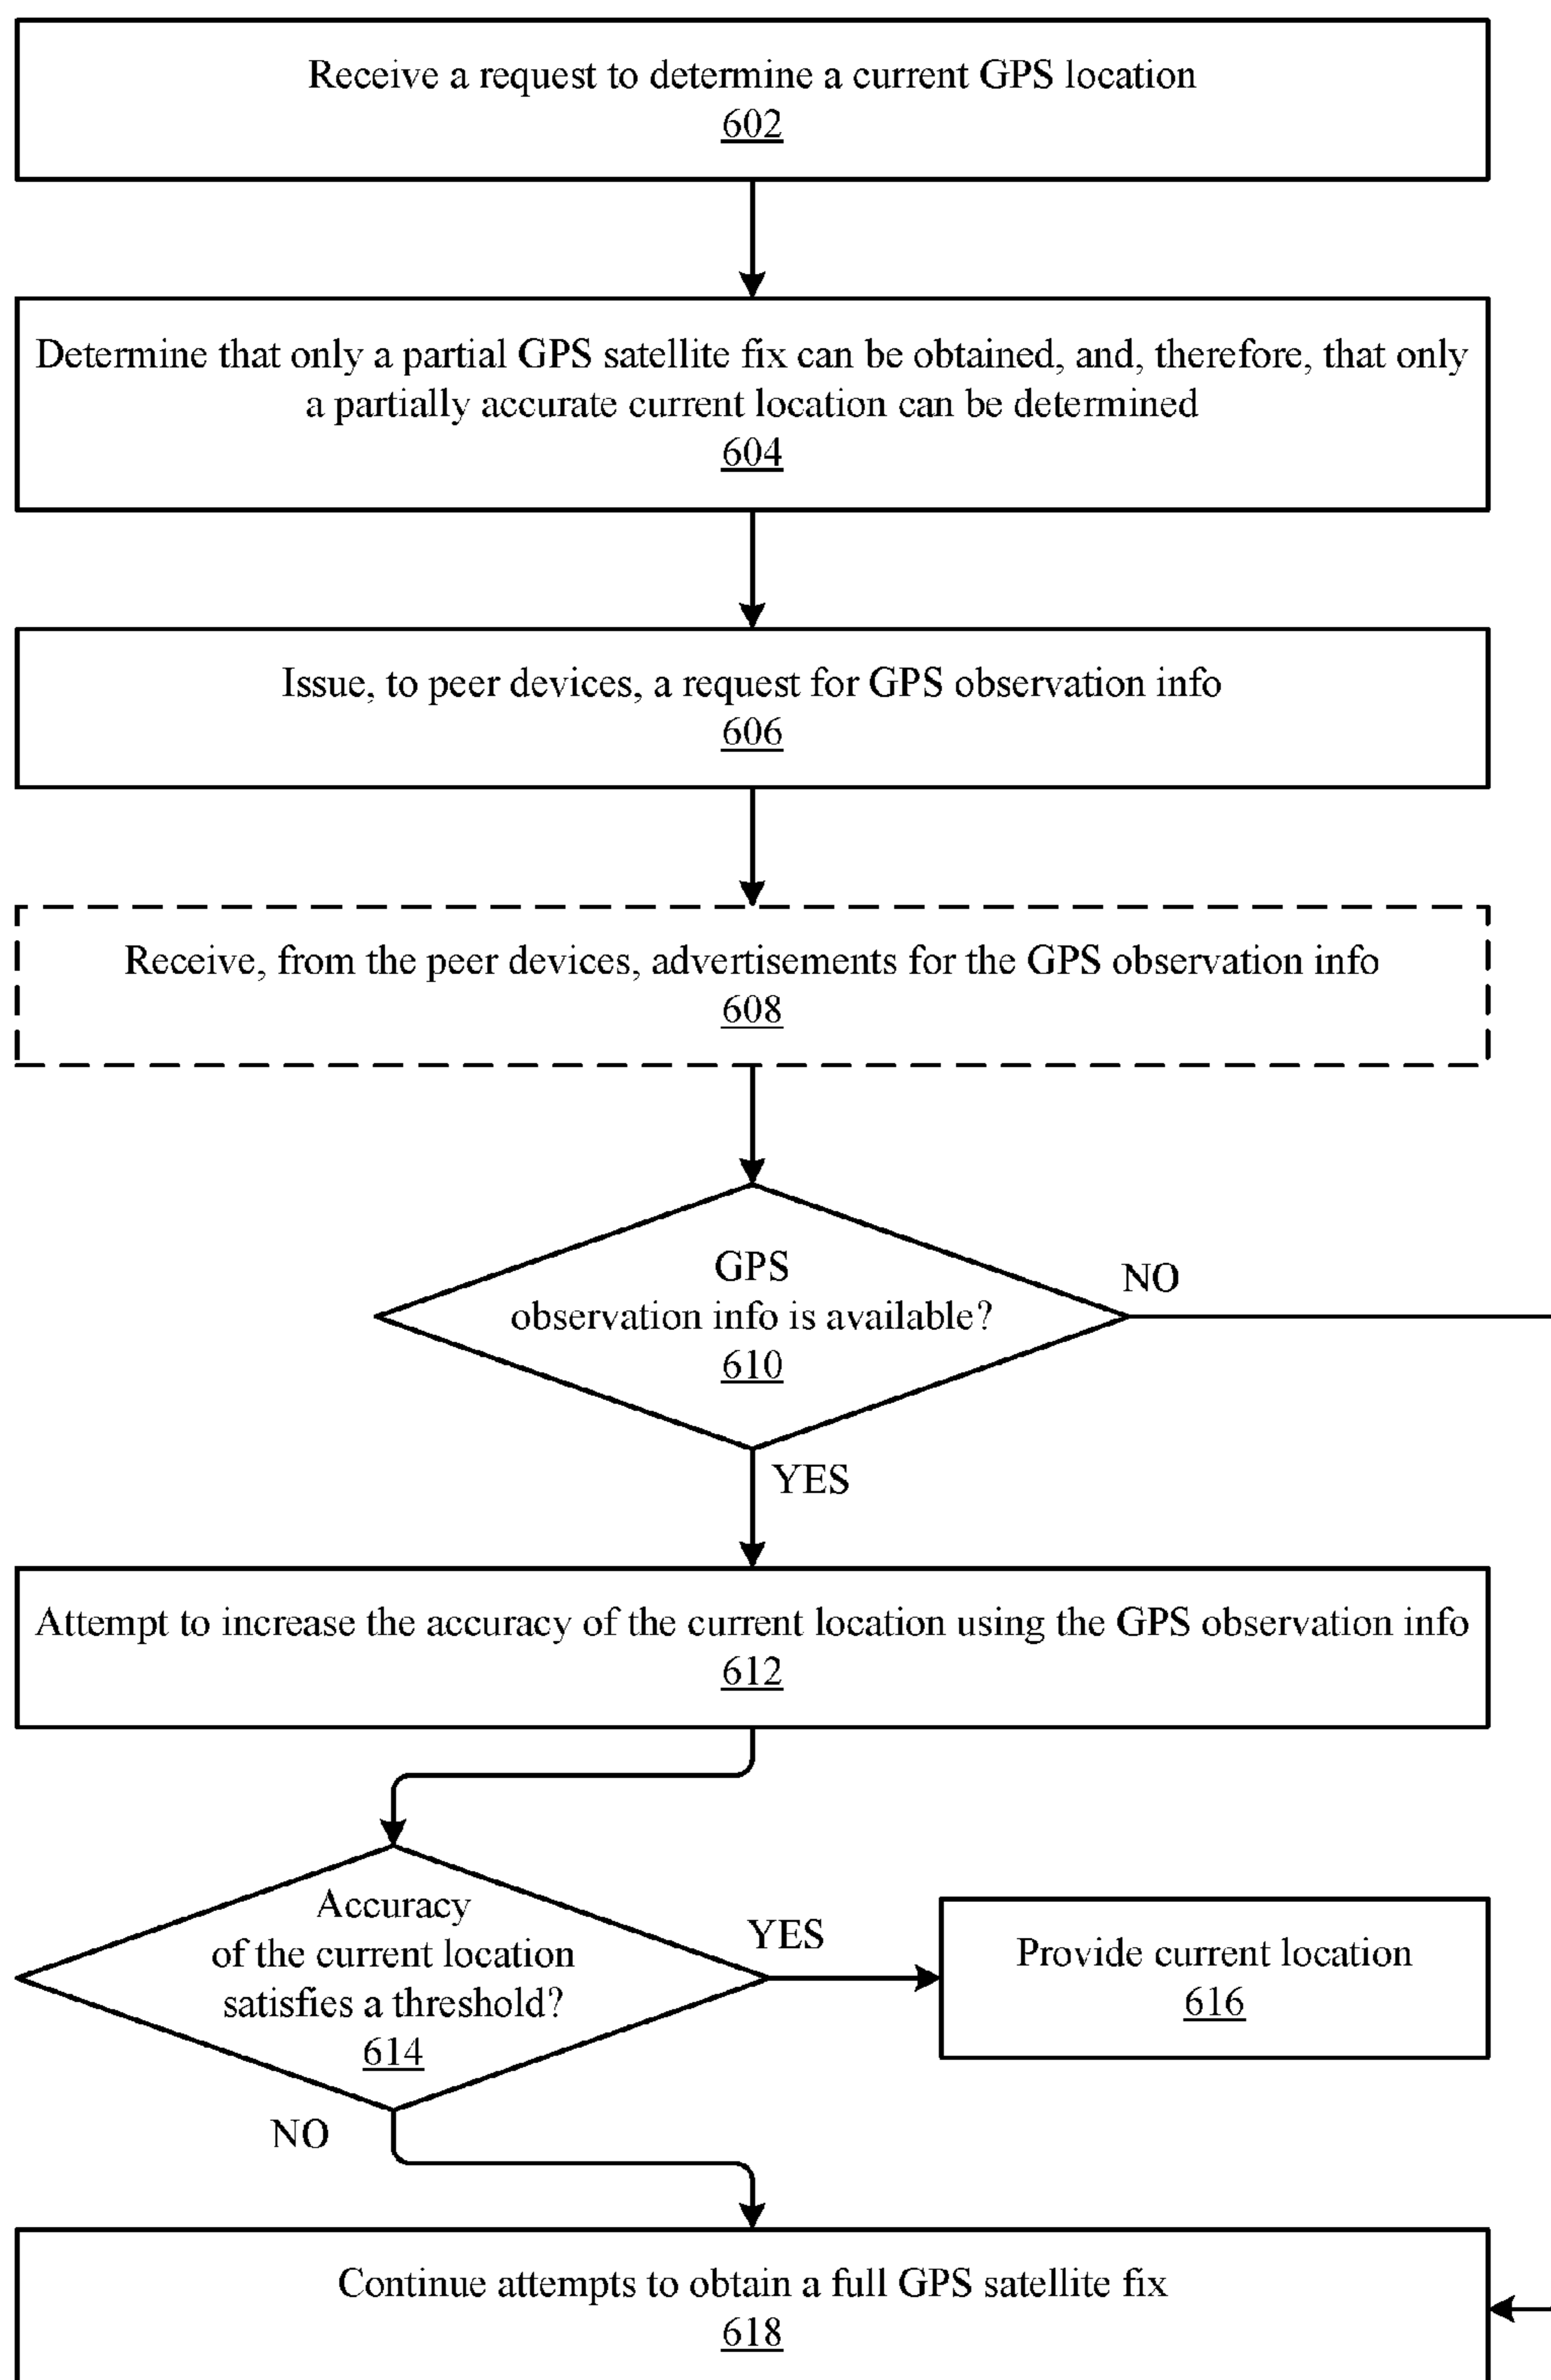 Receive a request to determine a current GPS location
602
Determine that only a partial GPS satellite fix can be obtained, and, therefore, that only
a partially accurate current location can be determined
604
Issue, to peer devices, a request for GPS observation info
606
Receive, from the peer devices, advertisements for the GPS observation info
608
GPS
observation info is available?
610
NO
YES
Attempt to increase the accuracy of the current location using the GPS observation info
612
Accuracy
of the current location
satisfies a threshold?
614
YES
Provide current location
616
NO
Continue attempts to obtain a full GPS satellite fix
618